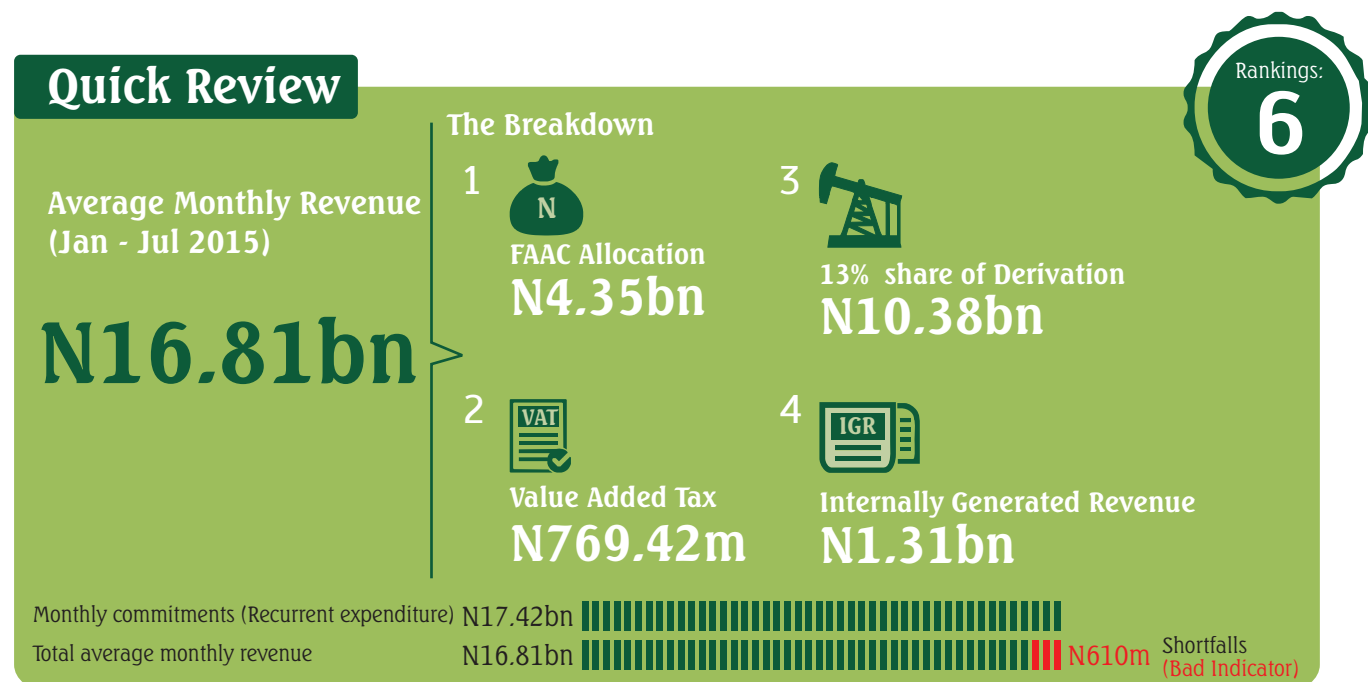 Quick Review
Rankings:
6
Average Monthly Revenue
(Jan - Jul 2015)
N16.81bn
The Breakdown
1
N
FAAC Allocation
N4.35bn
2
VAT
Value Added Tax
N769.42m
3
13% share of Derivation
N10.38bn
4
IGR
Internally Generated Revenue
N1.31bn
Monthly commitments (Recurrent expenditure) N17.42bn
Total average monthly revenue N16.81bn N610m Shortfalls
(Bad Indicator)